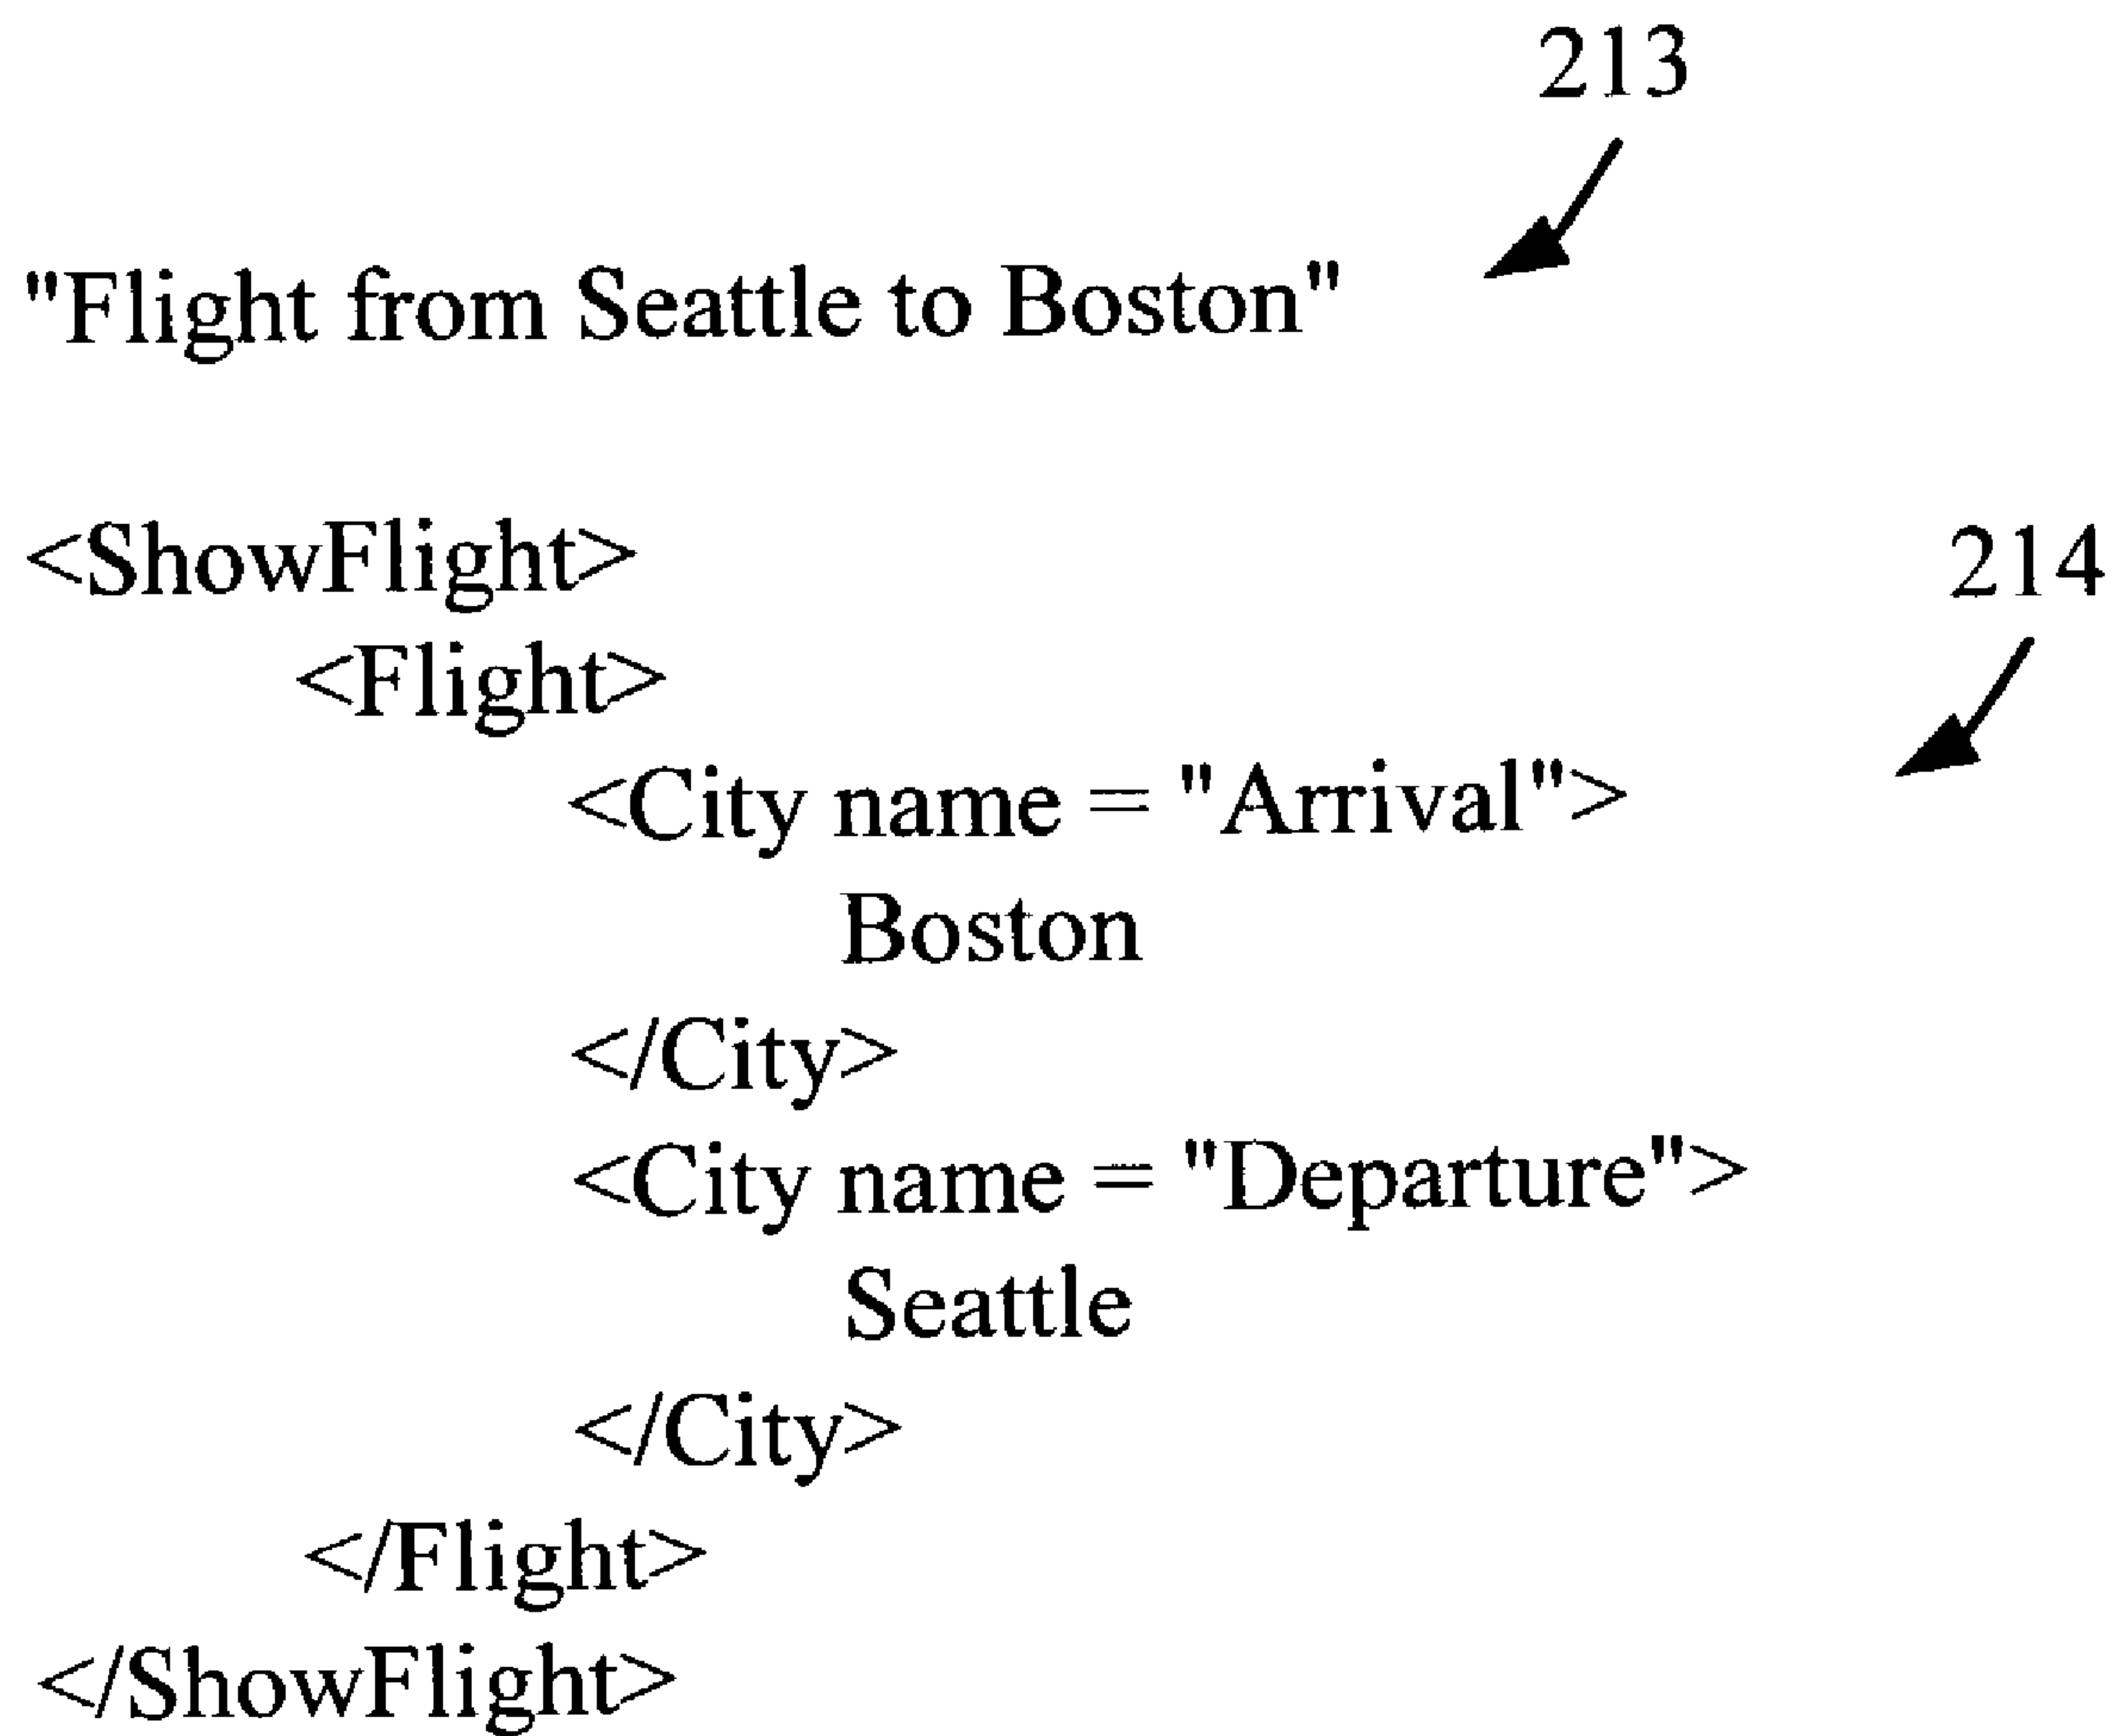 213
"Flight from Seattle to Boston"
<ShowFlight>
214
<Flight>
<City name = "Arrival">
Boston
</City>
<City name = "Departure">
Seattle
</City>
</Flight>
</ShowFlight>